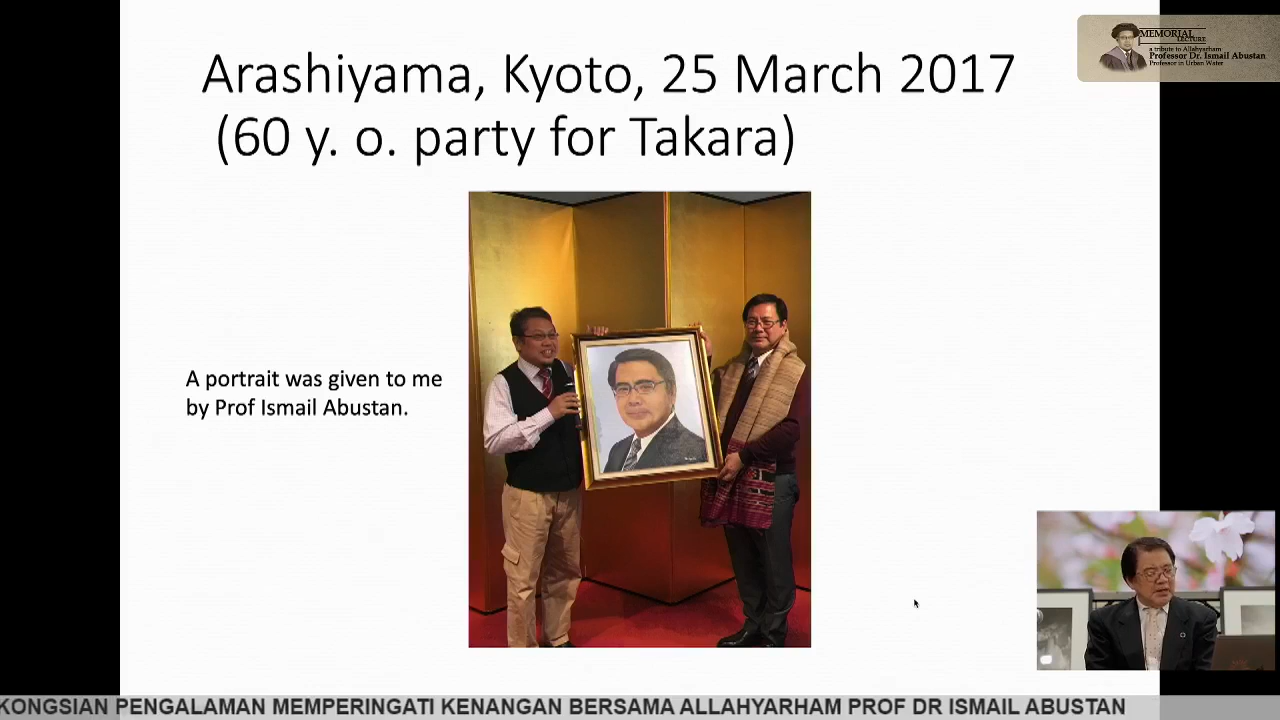 Arashiyama, Kyoto, 25 March 2017
(60 y. o. party for Takara)
MEMORIAL
LECTURE
a tribute to Allahyarham
Professor Dr. Ismail Abustan
Professor in Urban Water
A portrait was given to me
by Prof Ismail Abustan.
KONGSIAN PENGALAMAN MEMPERINGATI KENANGAN BERSAMA ALLAHYARHAM PROF DR ISMAIL ABUSTAN